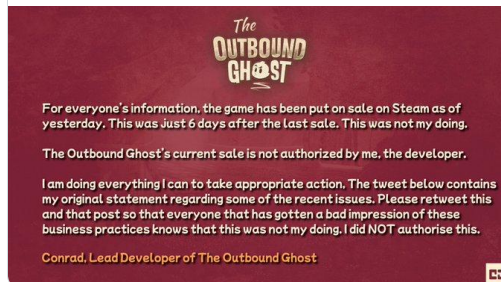 The
OUTBOUND
GHOST
For everyone's information, the game has been put on sale on Steam as of
yesterday. This was Just 6 days after the last sale. This was not my doing.
The Outbound Ghost's current sale is not authorized by me, the developer.
I am doing everything I can to take appropriate action. The tweet below contains
my original statement regarding some of the recent issues. Please retweet this
and that post so that everyone that has gotten a bad impression of these
business practices knows that this was not my doing. I did NOT authorise this.
Conrad, Lead Developer of The Outbound Ghost